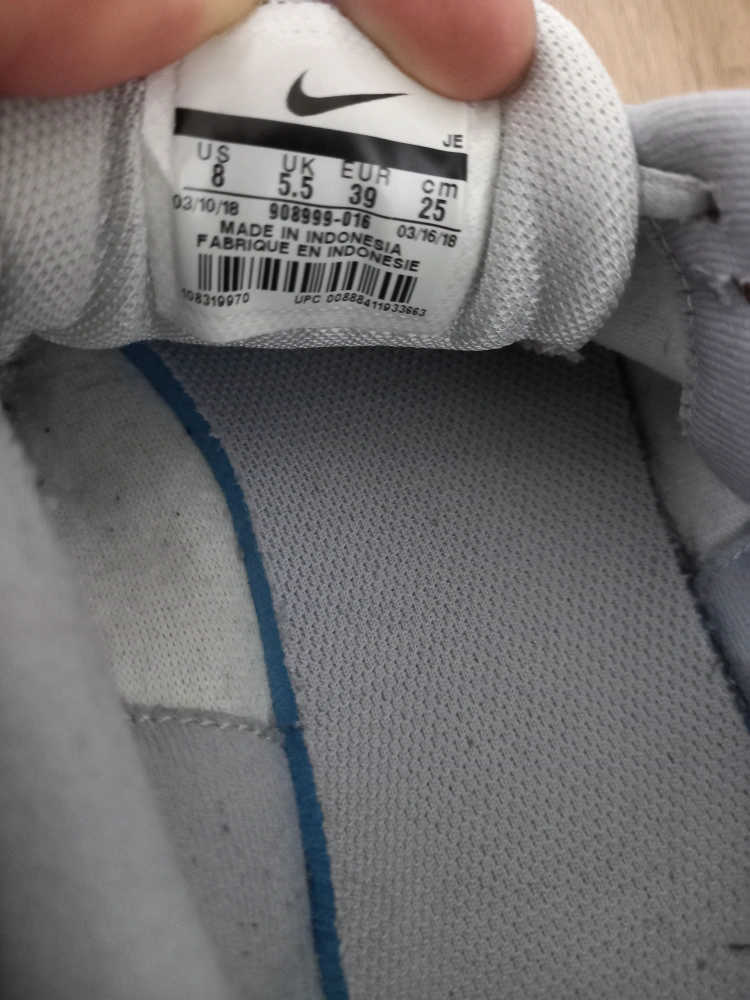 JE
US UK EUR cm
8 5.5 39 25
03/10/18 908999-016 03/16/18
MADE IN INDONESIA
FABRIQUE EN INDONESIE
108319970 UPC 00888411933663